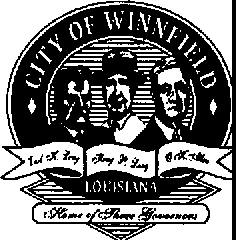 CITY OF WINNFIELD
Earl K. Long
Huey P. Long
O. K. Allen
LOUISIANA
Home of Three Governors